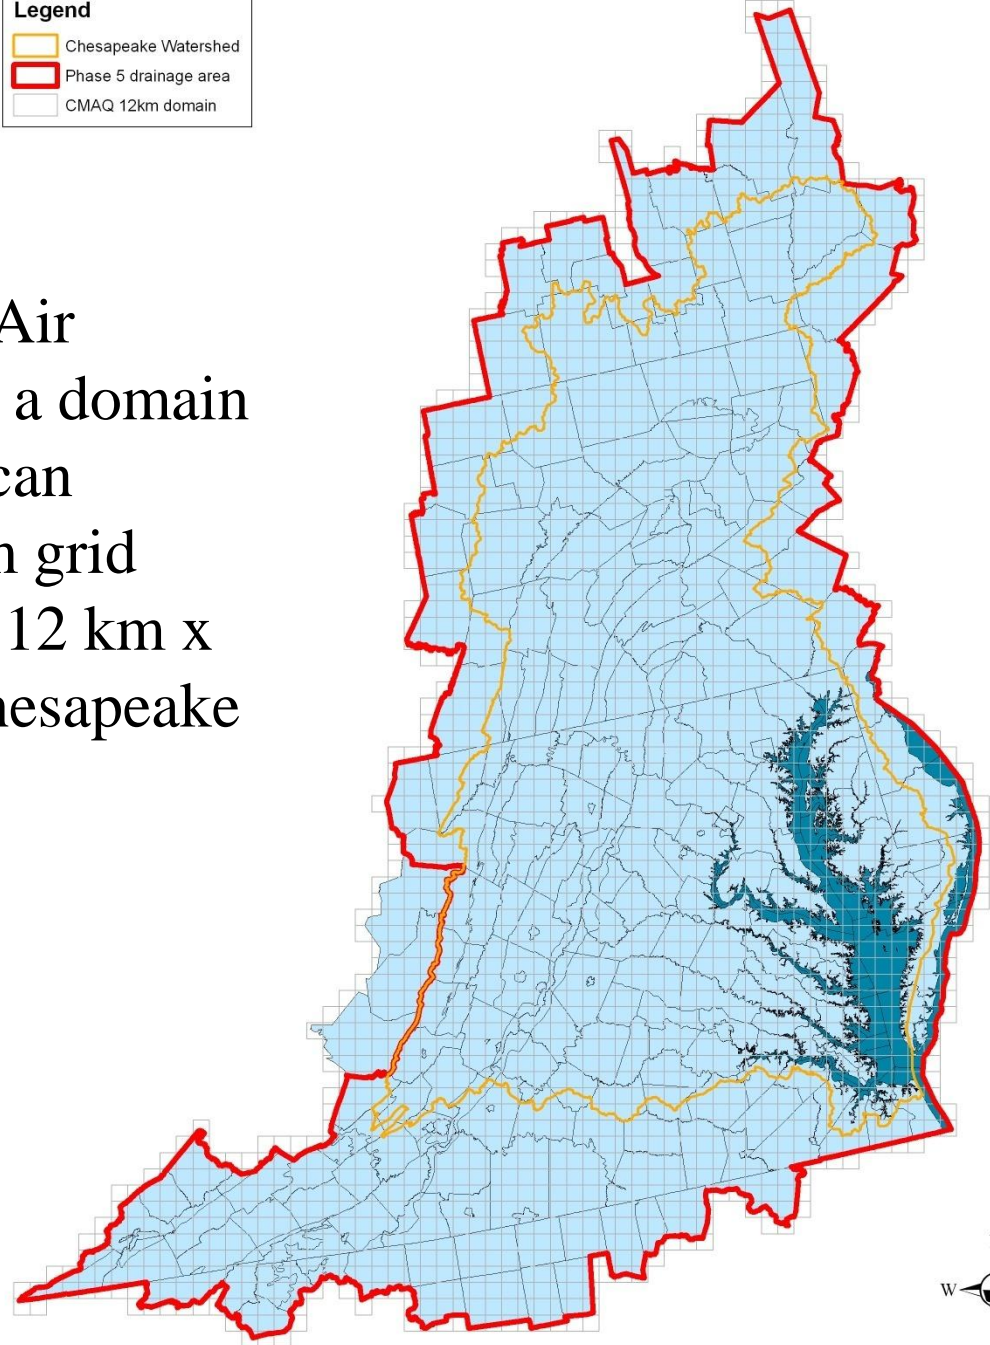 Legend
Chesapeake Watershed
Phase 5 drainage area
CMAQ 12km domain
Air
a domain
can
grid
12 km x
hesapeake
W